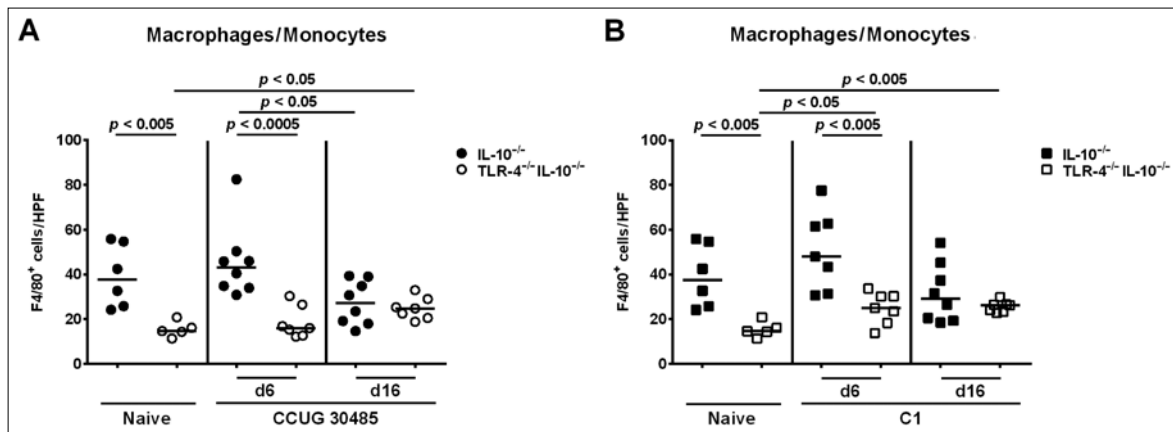 A
Macrophages/Monocytes
p < 0.05
p < 0.05
p < 0.005
p < 0.0005
100
80
60
40
20
0
F4/80⁺ cells/HPF
IL-10⁻/⁻
TLR-4⁻/⁻ IL-10⁻/⁻
d6
d16
Naive
CCUG 30485
B
Macrophages/Monocytes
p < 0.005
p < 0.05
p < 0.005
p < 0.005
100
80
60
40
20
0
F4/80⁺ cells/HPF
IL-10⁻/⁻
TLR-4⁻/⁻ IL-10⁻/⁻
d6
d16
Naive
C1